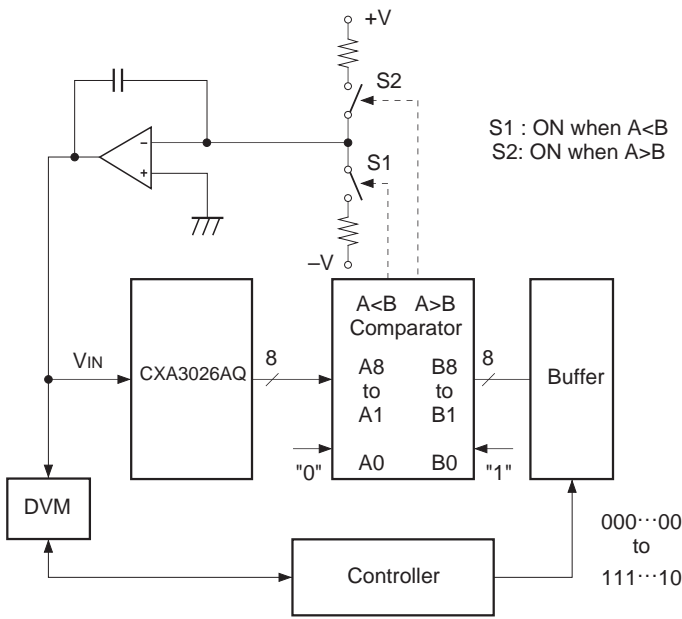 +V
S2
S1 : ON when A<B
S2: ON when A>B
−
+
S1
–V
A<B A>B
Comparator
VIN
CXA3026AQ
8
A8
to
A1
B8
to
B1
8
Buffer
"0"
A0
B0
"1"
DVM
Controller
000···00
to
111···10